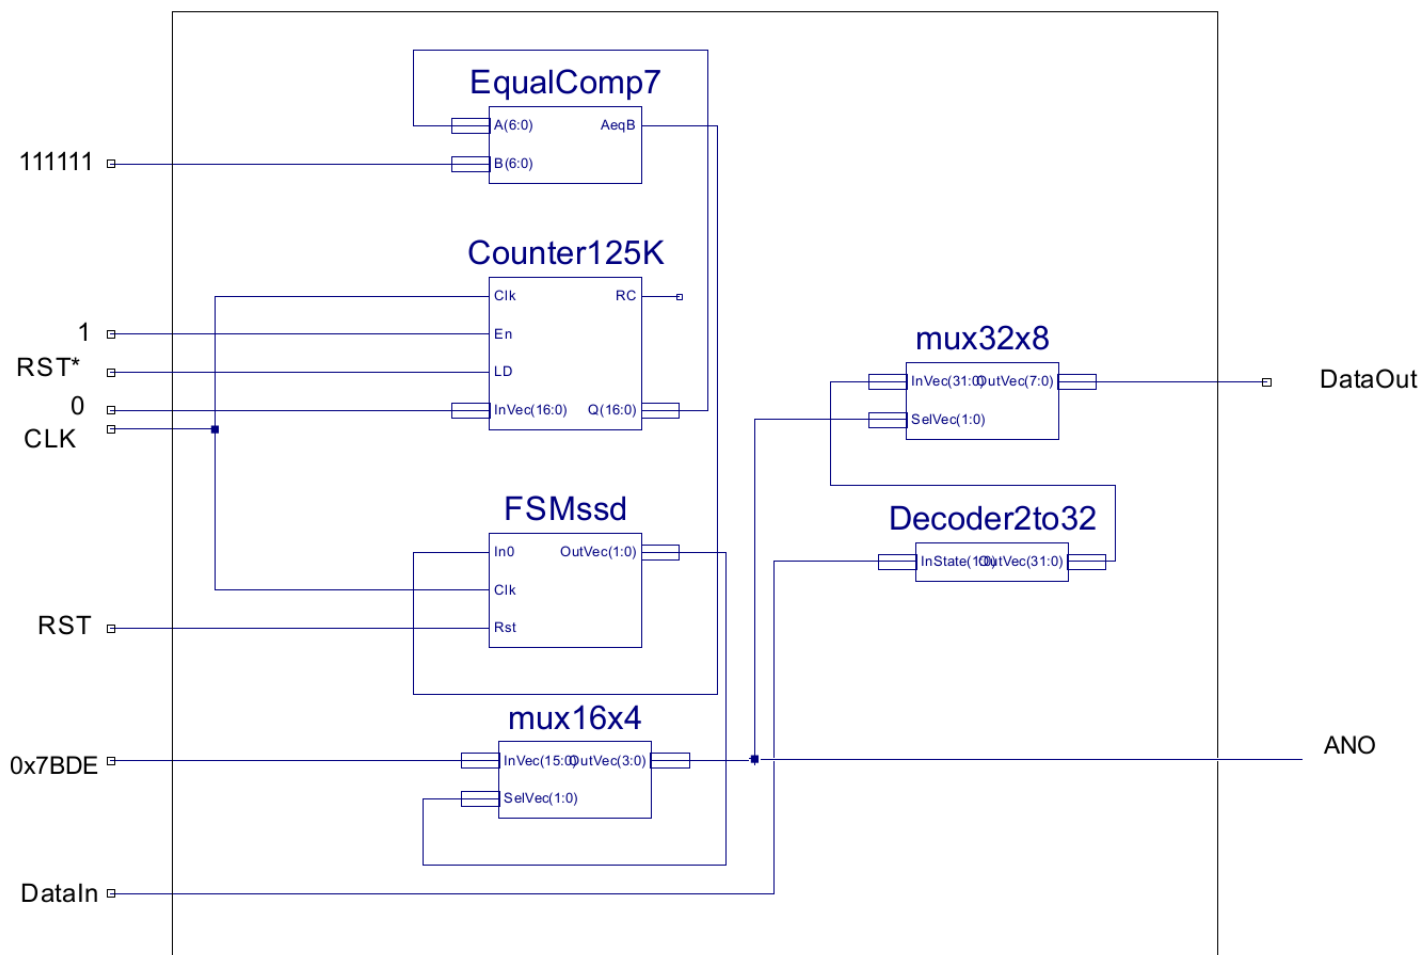 EqualComp7
A(6:0) AeqB
111111 B(6:0)
Counter125K
Clk RC
1 En
RST* LD
0 InVec(16:0) Q(16:0)
CLK
mux32x8
InVec(31:0) OutVec(7:0) DataOut
SelVec(1:0)
FSMssd
In0 OutVec(1:0)
Clk
RST Rst
Decoder2to32
InState(1:0) OutVec(31:0)
mux16x4
0x7BDE InVec(15:0) OutVec(3:0) ANO
SelVec(1:0)
DataIn